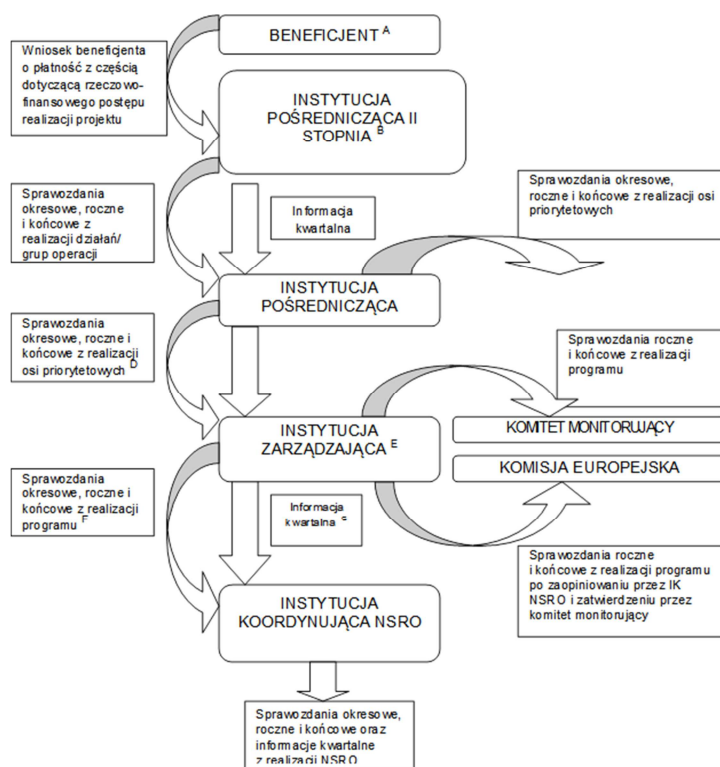 BENEFICJENT A
Wniosek beneficjenta
o płatność z częścią
dotyczącą rzeczowo-
finansowego postępu
realizacji projektu
INSTYTUCJA
POŚREDNICZĄCA II
STOPNIA B
Sprawozdania okresowe,
roczne i końcowe z realizacji osi
priorytetowych
Sprawozdania
okresowe, roczne
i końcowe z
realizacji działań/
grup operacji
Informacja
kwartalna
INSTYTUCJA
POŚREDNICZĄCA
Sprawozdania
okresowe, roczne i
końcowe z realizacji
osi priorytetowych D
Sprawozdania roczne
i końcowe z realizacji
programu
INSTYTUCJA
ZARZĄDZAJĄCA E
KOMITET MONITORUJĄCY
KOMISJA EUROPEJSKA
Sprawozdania
okresowe, roczne i
końcowe z realizacji
programu F
Informacja
kwartalna
Sprawozdania roczne
i końcowe z realizacji programu
po zaopiniowaniu przez IK
NSRO i zatwierdzeniu przez
komitet monitorujący
INSTYTUCJA
KOORDYNUJĄCA NSRO
Sprawozdania okresowe,
roczne i końcowe oraz
informacje kwartalne
z realizacji NSRO